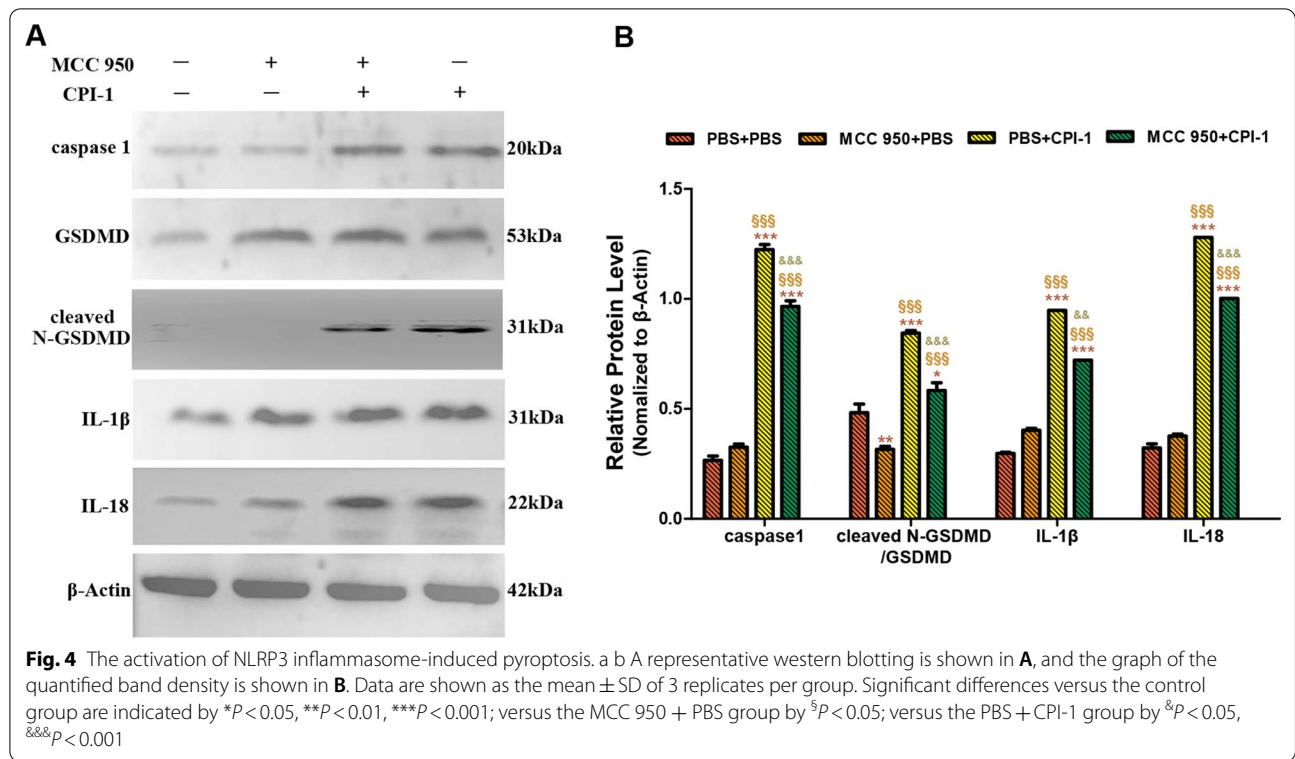 A
MCC 950 — + + —
CPI-1 — — + +
caspase 1 20kDa
GSDMD 53kDa
cleaved
N-GSDMD 31kDa
IL-1β 31kDa
IL-18 22kDa
β-Actin 42kDa
B
PBS+PBS MCC 950+PBS PBS+CPI-1 MCC 950+CPI-1
Relative Protein Level
(Nomalized to β-Actin)
1.5
1.0
0.5
0.0
§§§
***
&&&
§§§
***
**
§§§
***
&&&
§§§
*
§§§
***
&&
§§§
***
§§§
***
&&&
§§§
***
caspase1 cleaved N-GSDMD IL-1β IL-18
/GSDMD
Fig. 4 The activation of NLRP3 inflammasome-induced pyroptosis. a b A representative western blotting is shown in A, and the graph of the
quantified band density is shown in B. Data are shown as the mean ± SD of 3 replicates per group. Significant differences versus the control
group are indicated by *P < 0.05, **P < 0.01, ***P < 0.001; versus the MCC 950 + PBS group by §P < 0.05; versus the PBS + CPI-1 group by &P < 0.05,
&&&P < 0.001